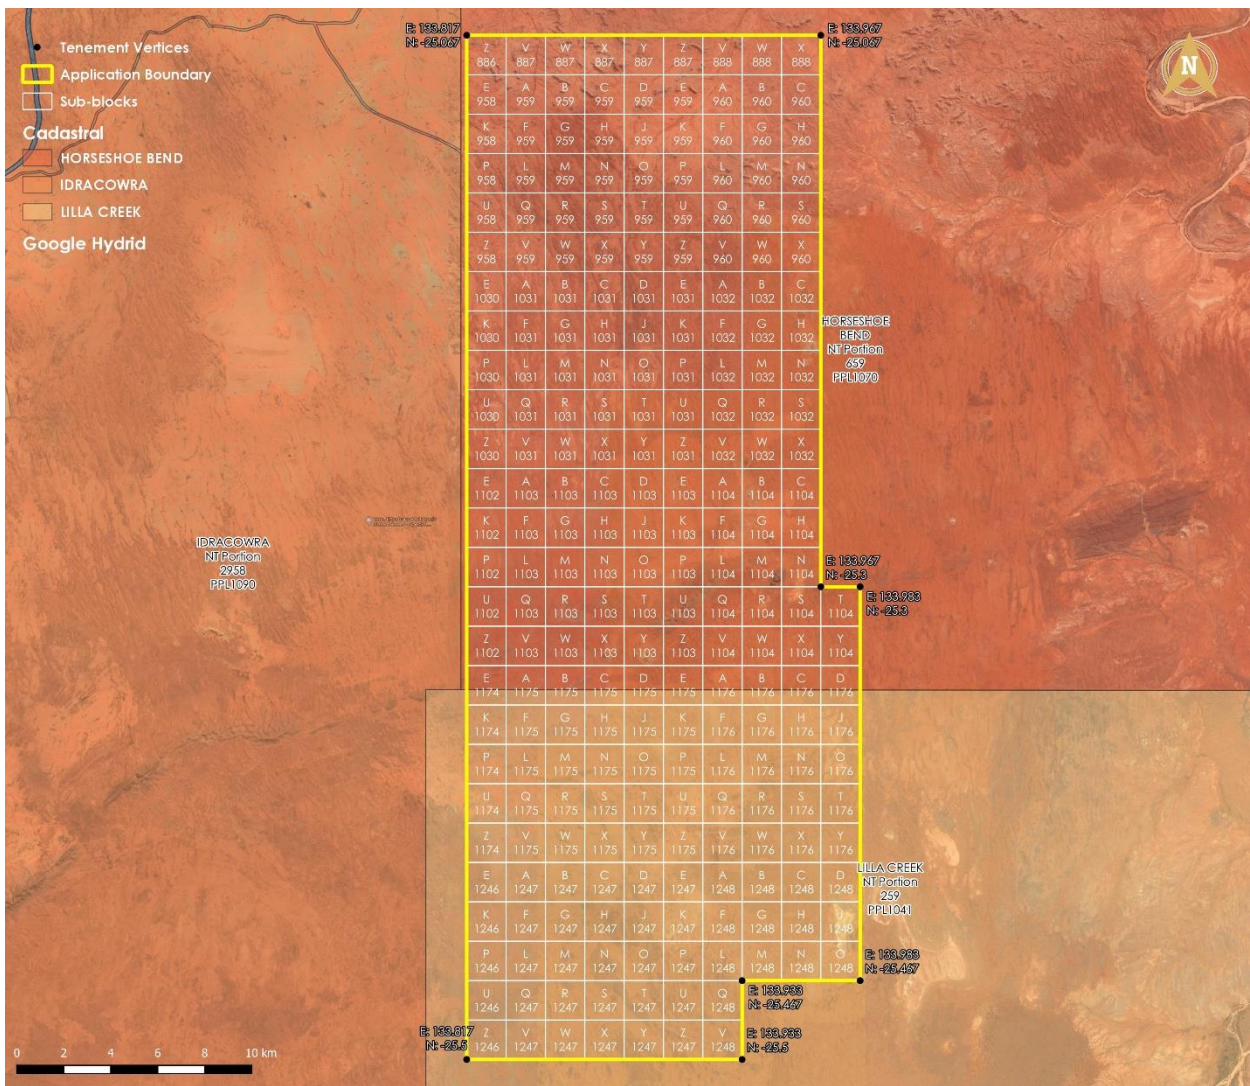 Tenement Vertices
Application Boundary
Sub-blocks
Cadastral
HORSESHOE BEND
IDRACOWRA
LILLA CREEK
Google Hydrid
E: 133.817
N: -25.067
E: 133.967
N: -25.067
N
Z V W X Y Z V W X
886 887 887 887 887 887 888 888 888
E A B C D E A B C
958 959 959 959 959 959 960 960 960
K F G H J K F G H
958 959 959 959 959 959 960 960 960
P L M N O P L M N
958 959 959 959 959 959 960 960 960
U Q R S T U Q R S
958 959 959 959 959 959 960 960 960
Z V W X Y Z V W X
958 959 959 959 959 959 960 960 960
E A B C D E A B C
1030 1031 1031 1031 1031 1031 1032 1032 1032
K F G H J K F G H
1030 1031 1031 1031 1031 1031 1032 1032 1032
HORSESHOE
BEND
NT Portion
659
PPL1070
P L M N O P L M N
1030 1031 1031 1031 1031 1031 1032 1032 1032
U Q R S T U Q R S
1030 1031 1031 1031 1031 1031 1032 1032 1032
Z V W X Y Z V W X
1030 1031 1031 1031 1031 1031 1032 1032 1032
E A B C D E A B C
1102 1103 1103 1103 1103 1103 1104 1104 1104
K F G H J K F G H
1102 1103 1103 1103 1103 1103 1104 1104 1104
IDRACOWRA
NT Portion
2958
PPL1090
P L M N O P L M N
1102 1103 1103 1103 1103 1103 1104 1104 1104
E: 133.967
N: -25.3
E: 133.983
N: -25.3
U Q R S T U Q R S T
1102 1103 1103 1103 1103 1103 1104 1104 1104 1104
Z V W X Y Z V W X Y
1102 1103 1103 1103 1103 1103 1104 1104 1104 1104
E A B C D E A B C D
1174 1175 1175 1175 1175 1175 1176 1176 1176 1176
K F G H J K F G H J
1174 1175 1175 1175 1175 1175 1176 1176 1176 1176
P L M N O P L M N O
1174 1175 1175 1175 1175 1175 1176 1176 1176 1176
U Q R S T U Q R S T
1174 1175 1175 1175 1175 1175 1176 1176 1176 1176
Z V W X Y Z V W X Y
1174 1175 1175 1175 1175 1175 1176 1176 1176 1176
E A B C D E A B C D
1246 1247 1247 1247 1247 1247 1248 1248 1248 1248
LILLA CREEK
NT Portion
259
PPL1041
K F G H J K F G H J
1246 1247 1247 1247 1247 1247 1248 1248 1248 1248
P L M N O P L M N O
1246 1247 1247 1247 1247 1247 1248 1248 1248 1248
E: 133.983
N: -25.467
U Q R S T U Q
1246 1247 1247 1247 1247 1247 1248
E: 133.933
N: -25.467
Z V W X Y Z V
1246 1247 1247 1247 1247 1247 1248
E: 133.817
N: -25.5
E: 133.933
N: -25.5
0 2 4 6 8 10 km